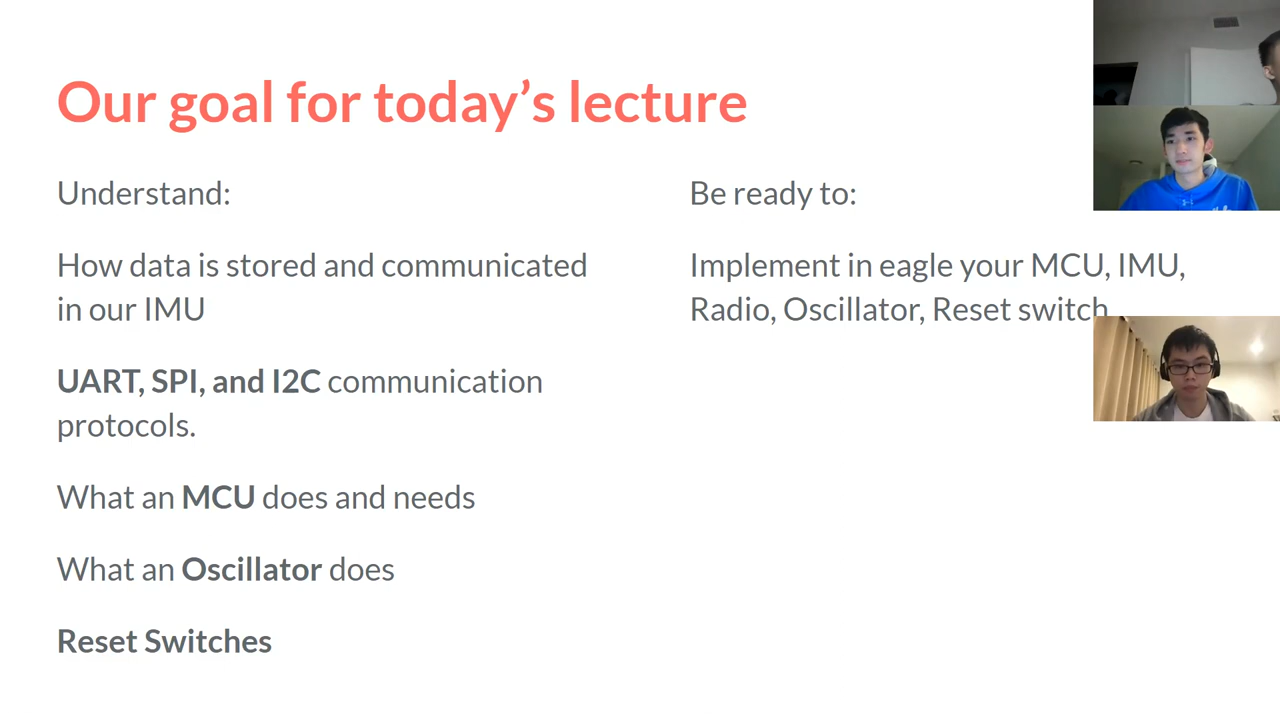 Our goal for today’s lecture
Understand:
How data is stored and communicated
in our IMU
UART, SPI, and I2C communication
protocols.
What an MCU does and needs
What an Oscillator does
Reset Switches
Be ready to:
Implement in eagle your MCU, IMU,
Radio, Oscillator, Reset switch